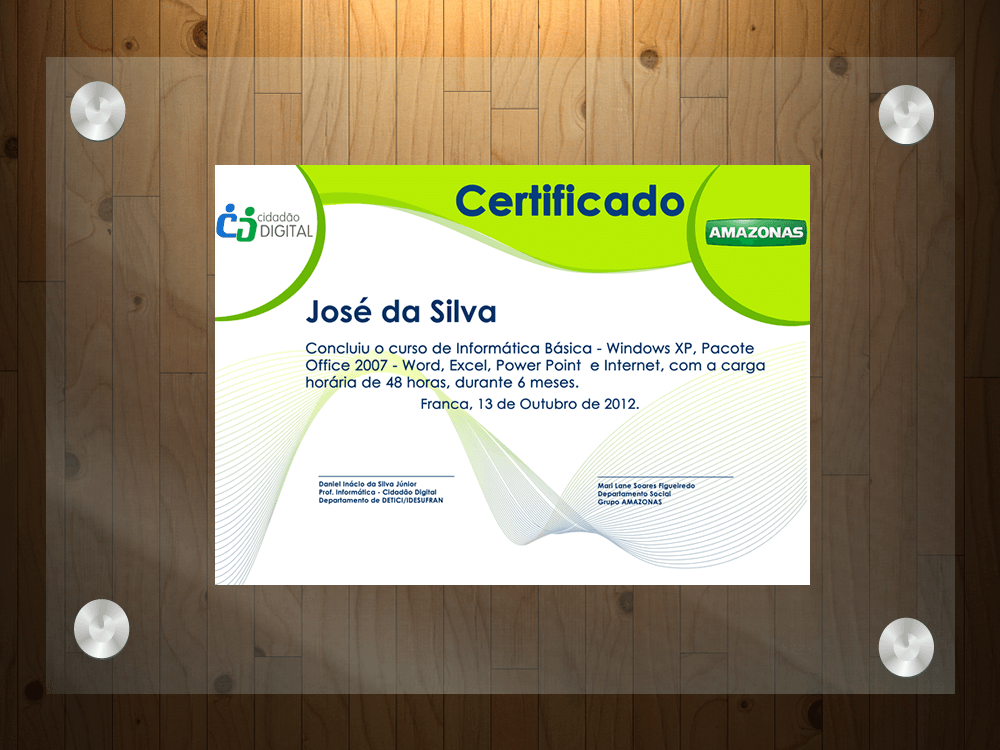 Certificado
cidadão
DIGITAL
AMAZONAS
José da Silva
Concluiu o curso de Informática Básica - Windows XP, Pacote
Office 2007 - Word, Excel, Power Point e Internet, com a carga
horária de 48 horas, durante 6 meses.
Franca, 13 de Outubro de 2012.
Daniel Inácio da Silva Júnior
Prof. Informática - Cidadão Digital
Departamento de DETICI/IDESUFRAN
Mari Lane Soares Figueiredo
Departamento Social
Grupo AMAZONAS